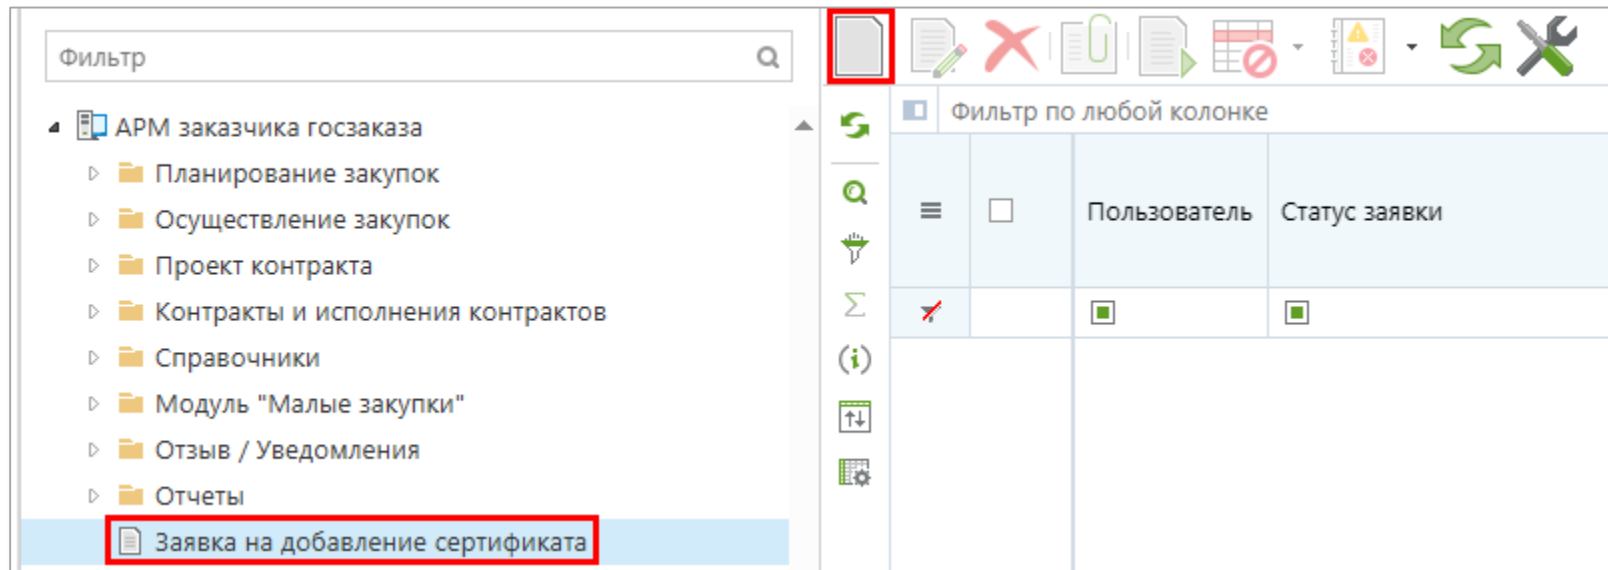 Фильтр
АРМ заказчика госзаказа
Планирование закупок
Осуществление закупок
Проект контракта
Контракты и исполнения контрактов
Справочники
Модуль "Малые закупки"
Отзыв / Уведомления
Отчеты
Заявка на добавление сертификата
Фильтр по любой колонке
Пользователь
Статус заявки